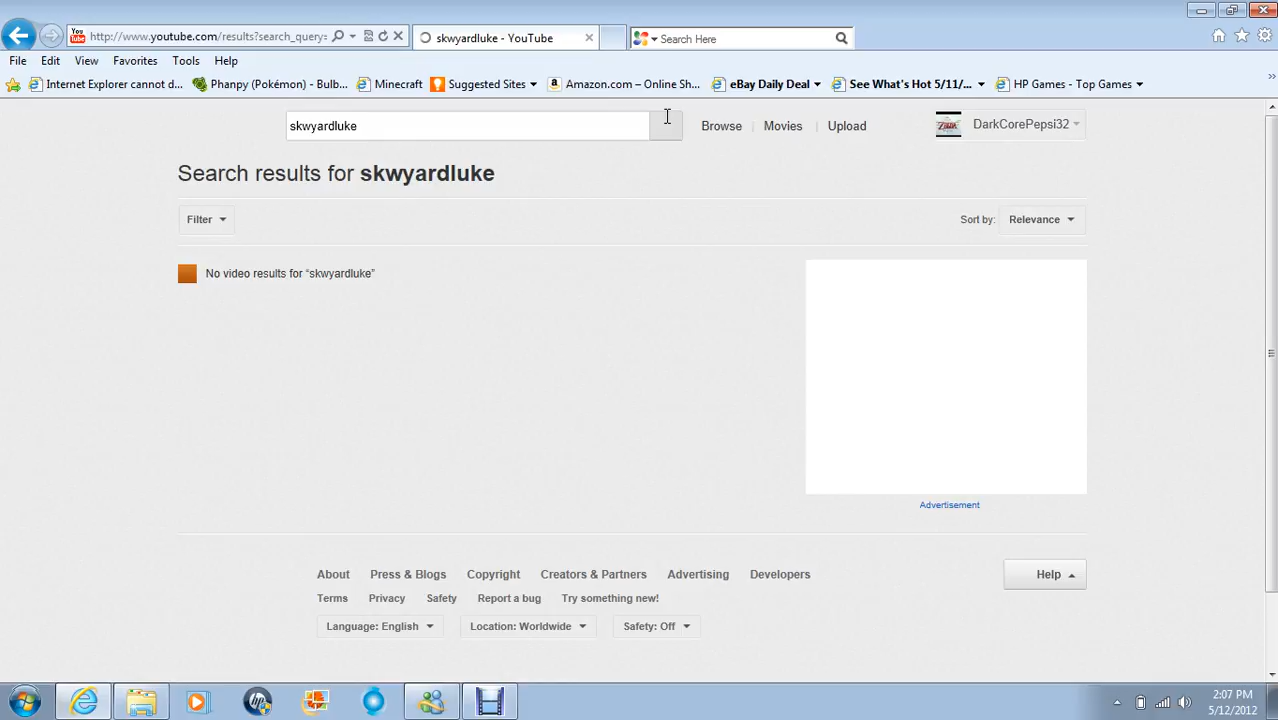 http://www.youtube.com/results?search_query=
skwyardluke - YouTube
Search Here
File Edit View Favorites Tools Help
Internet Explorer cannot d... Phanpy (Pokémon) - Bulb... Minecraft Suggested Sites Amazon.com – Online Sh... eBay Daily Deal See What's Hot 5/11/... HP Games - Top Games
skwyardluke
Browse Movies Upload DarkCorePepsi32
Search results for skwyardluke
Filter Sort by: Relevance
No video results for “skwyardluke”
Advertisement
About Press & Blogs Copyright Creators & Partners Advertising Developers Help
Terms Privacy Safety Report a bug Try something new!
Language: English Location: Worldwide Safety: Off
2:07 PM
5/12/2012